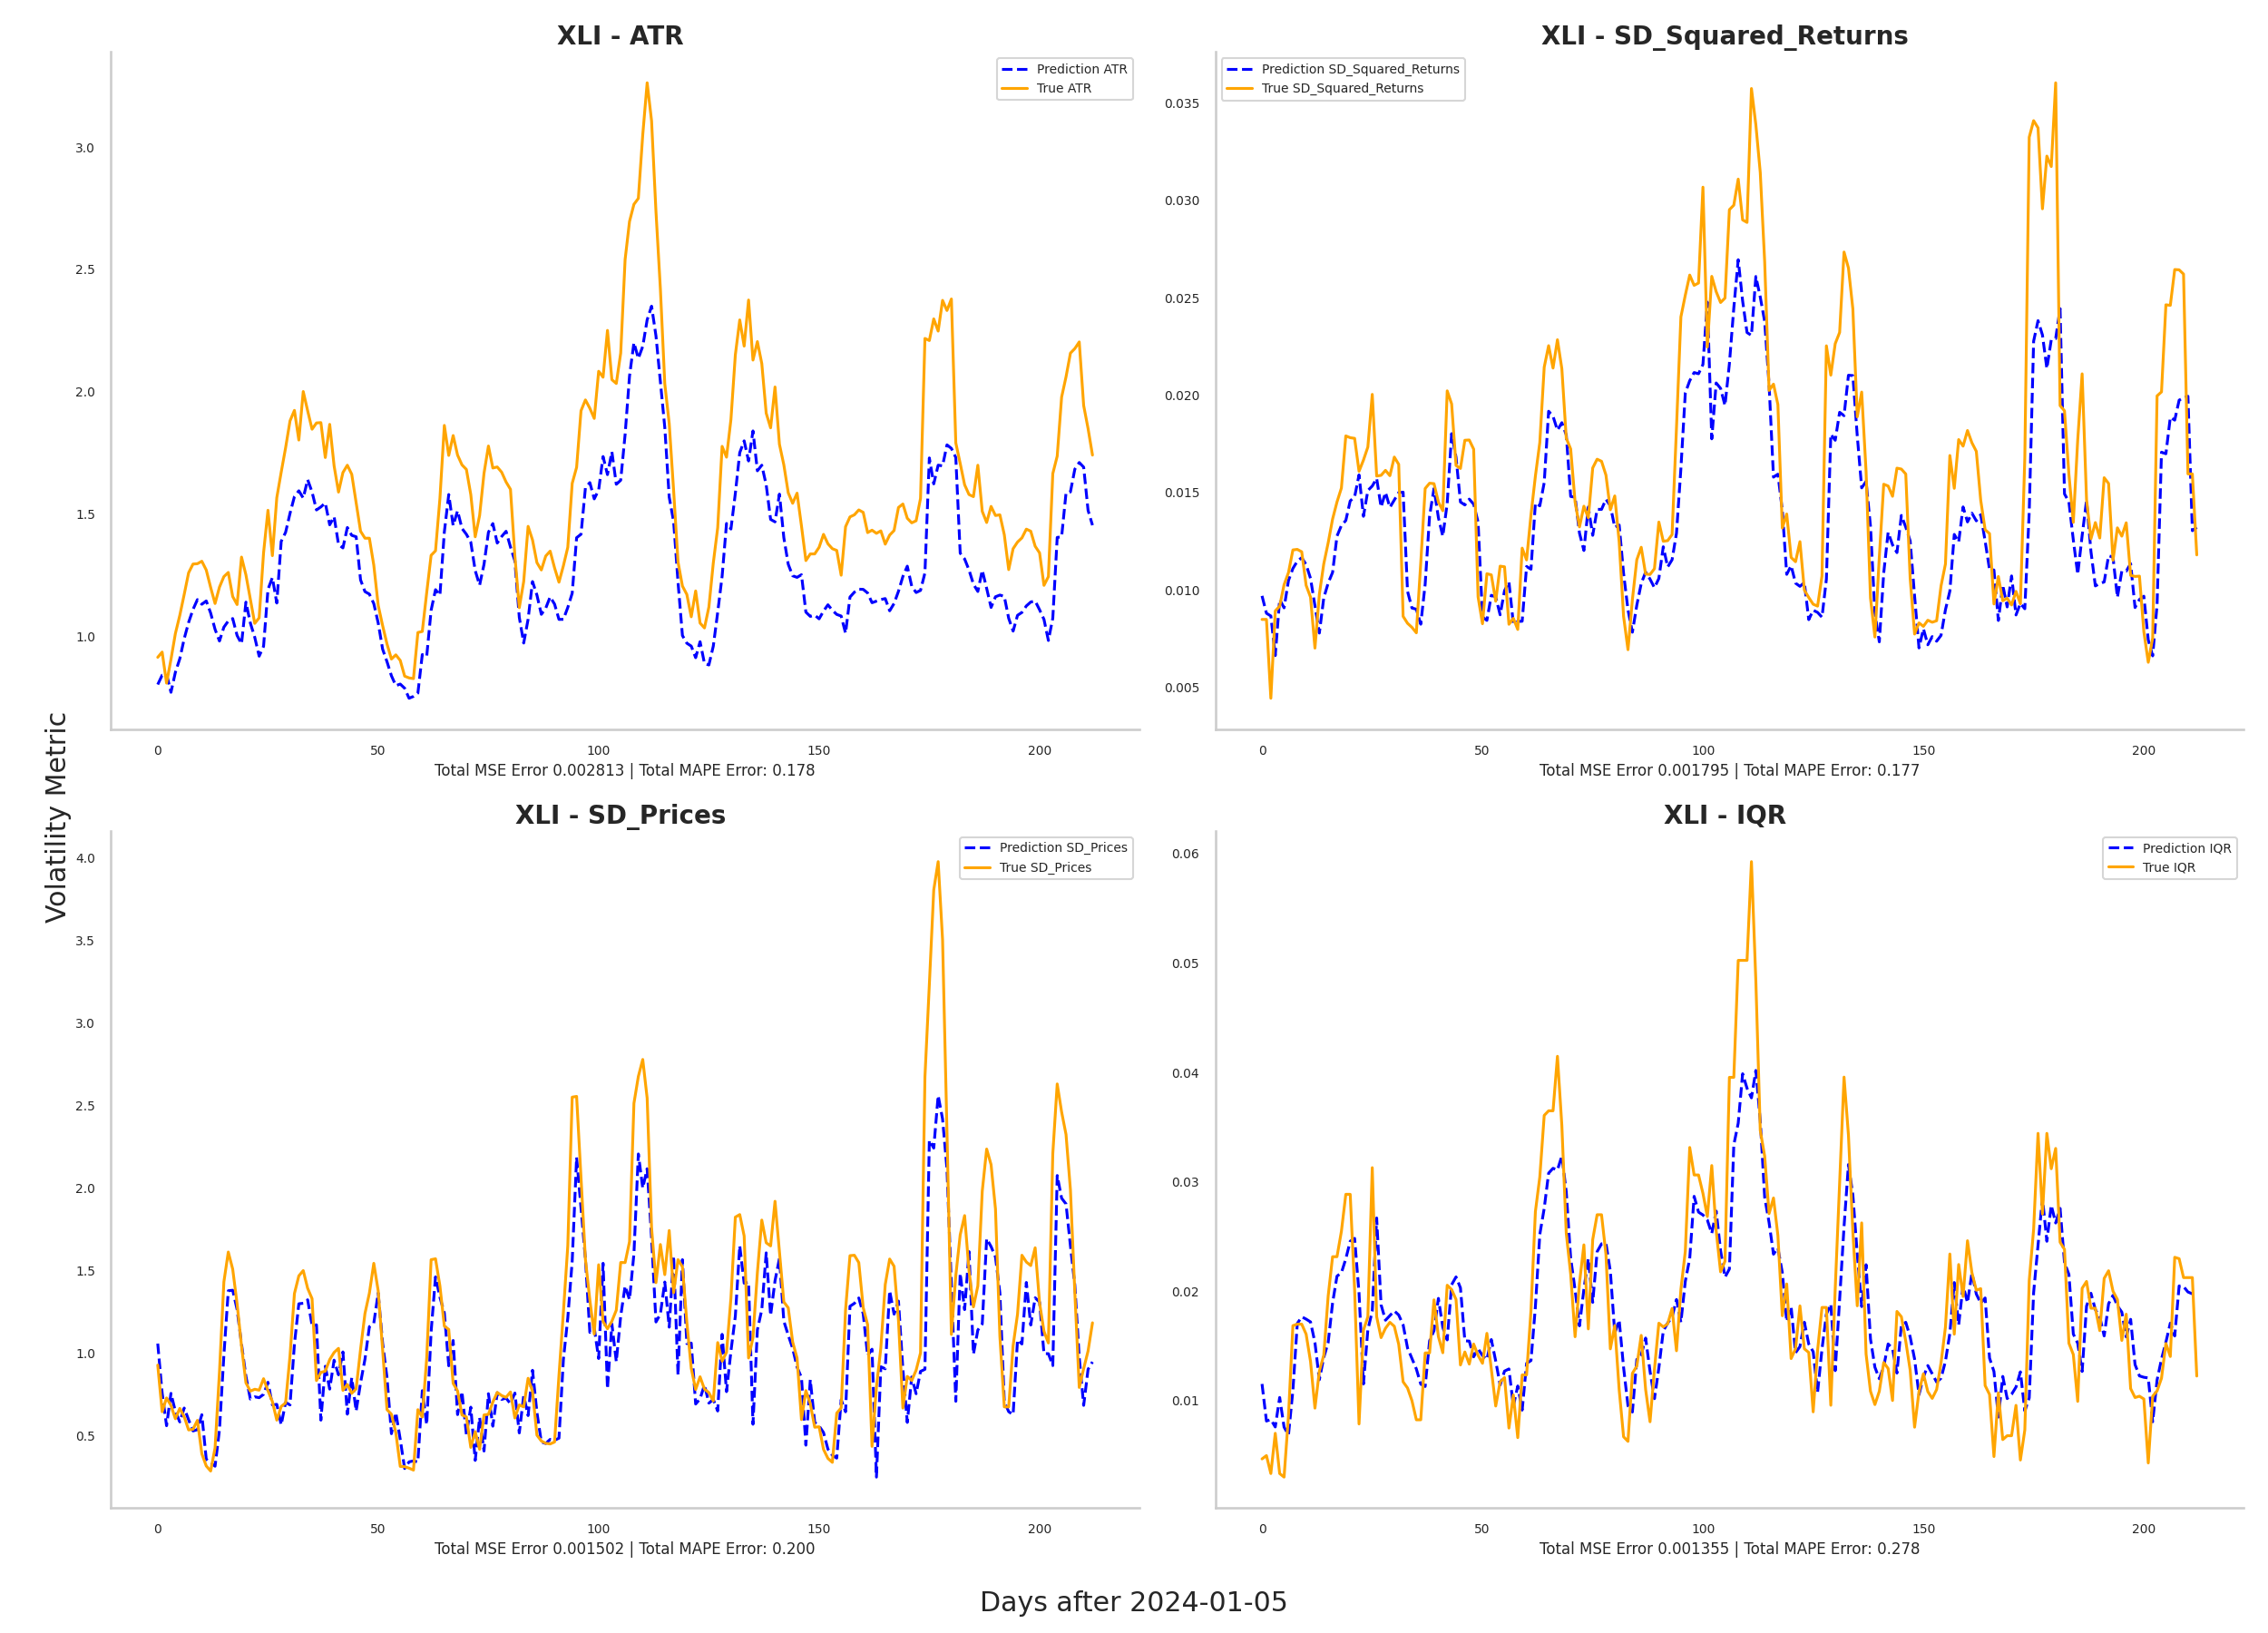 XLI - ATR
Prediction ATR
True ATR
3.0
2.5
2.0
1.5
1.0
0
50
100
150
200
Total MSE Error 0.002813 | Total MAPE Error: 0.178
XLI - SD_Squared_Returns
Prediction SD_Squared_Returns
True SD_Squared_Returns
0.035
0.030
0.025
0.020
0.015
0.010
0.005
0
50
100
150
200
Total MSE Error 0.001795 | Total MAPE Error: 0.177
Volatility Metric
XLI - SD_Prices
Prediction SD_Prices
True SD_Prices
4.0
3.5
3.0
2.5
2.0
1.5
1.0
0.5
0
50
100
150
200
Total MSE Error 0.001502 | Total MAPE Error: 0.200
XLI - IQR
Prediction IQR
True IQR
0.06
0.05
0.04
0.03
0.02
0.01
0
50
100
150
200
Total MSE Error 0.001355 | Total MAPE Error: 0.278
Days after 2024-01-05